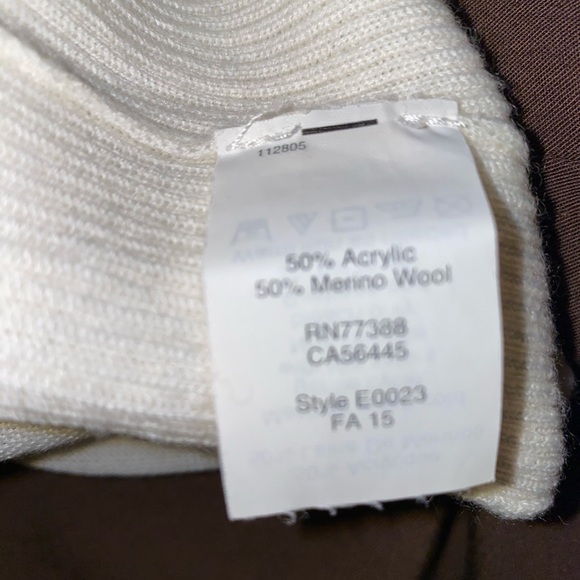 112805
50% Acrylic
50% Merino Wool
RN77388
CA56445
Style E0023
FA 15